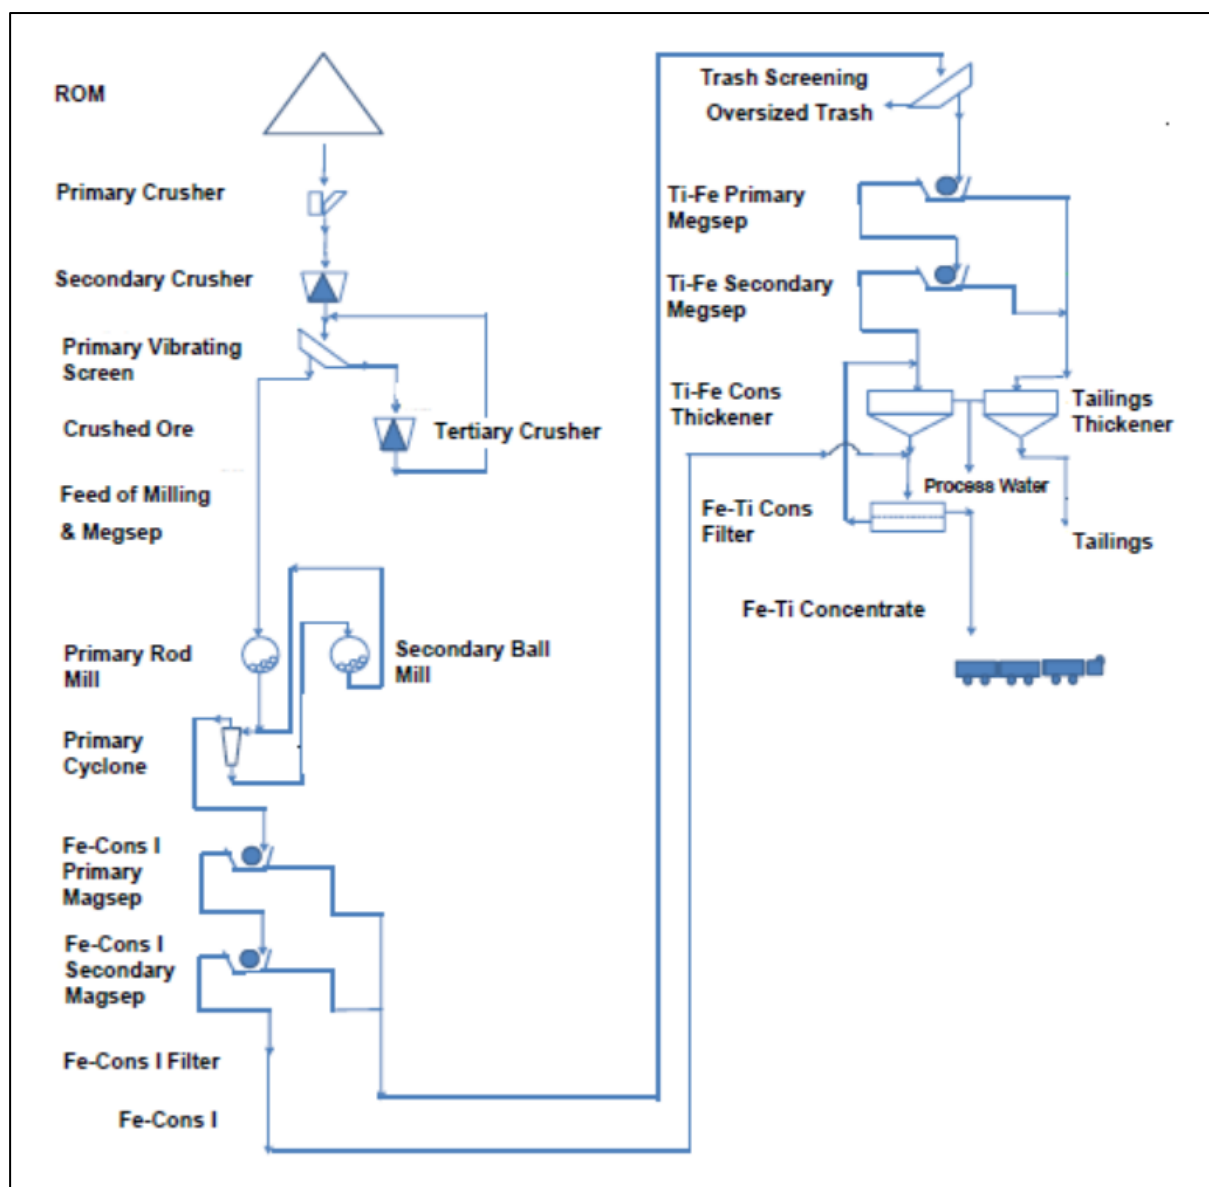 ROM
Primary Crusher
Secondary Crusher
Primary Vibrating
Screen
Crushed Ore
Tertiary Crusher
Feed of Milling
& Megsep
Primary Rod
Mill
Secondary Ball
Mill
Primary
Cyclone
Fe-Cons I
Primary
Magsep
Fe-Cons I
Secondary
Magsep
Fe-Cons I Filter
Fe-Cons I
Trash Screening
Oversized Trash
Ti-Fe Primary
Megsep
Ti-Fe Secondary
Megsep
Ti-Fe Cons
Thickener
Tailings
Thickener
Process Water
Fe-Ti Cons
Filter
Tailings
Fe-Ti Concentrate